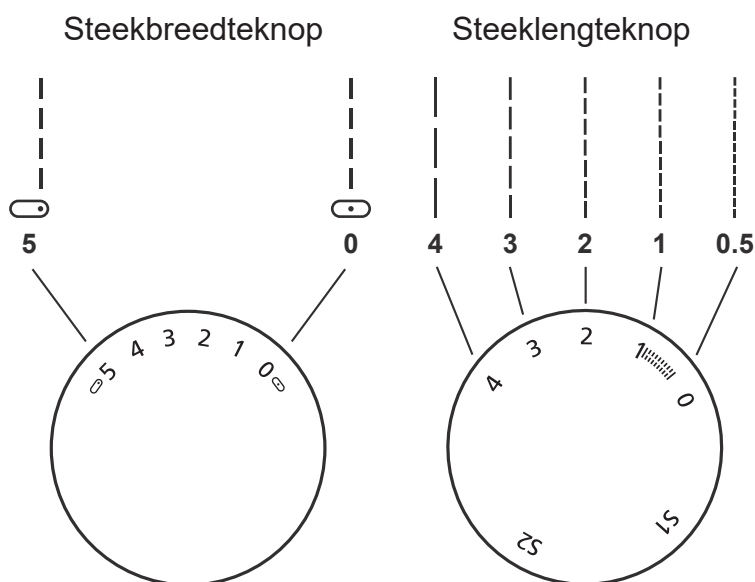 Steekbreedteknop
Steeklengteknop
5 0
4 3 2 1 0.5
5 4 3 2 1 0
4 3 2 1 0
S2 S1